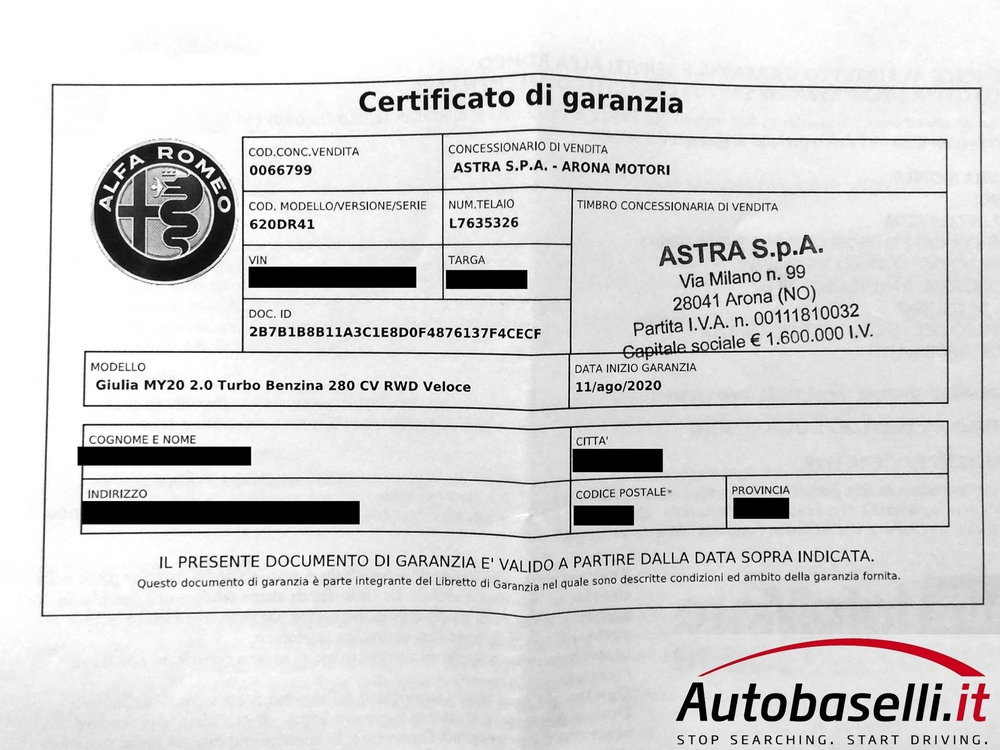 Certificato di garanzia
ALFA ROMEO
COD.CONC.VENDITA
0066799
CONCESSIONARIO DI VENDITA
ASTRA S.P.A. - ARONA MOTORI
COD. MODELLO/VERSIONE/SERIE
620DR41
NUM.TELAIO
L7635326
TIMBRO CONCESSIONARIA DI VENDITA
ASTRA S.p.A.
Via Milano n. 99
28041 Arona (NO)
Partita I.V.A. n. 00111810032
Capitale sociale € 1.600.000 I.V.
VIN
TARGA
DOC. ID
2B7B1B8B11A3C1E8D0F4876137F4CECF
MODELLO
Giulia MY20 2.0 Turbo Benzina 280 CV RWD Veloce
DATA INIZIO GARANZIA
11/ago/2020
COGNOME E NOME
CITTA'
INDIRIZZO
CODICE POSTALE*
PROVINCIA
IL PRESENTE DOCUMENTO DI GARANZIA E' VALIDO A PARTIRE DALLA DATA SOPRA INDICATA.
Questo documento di garanzia è parte integrante del Libretto di Garanzia nel quale sono descritte condizioni ed ambito della garanzia fornita.
Autobaselli.it
STOP SEARCHING. START DRIVING.